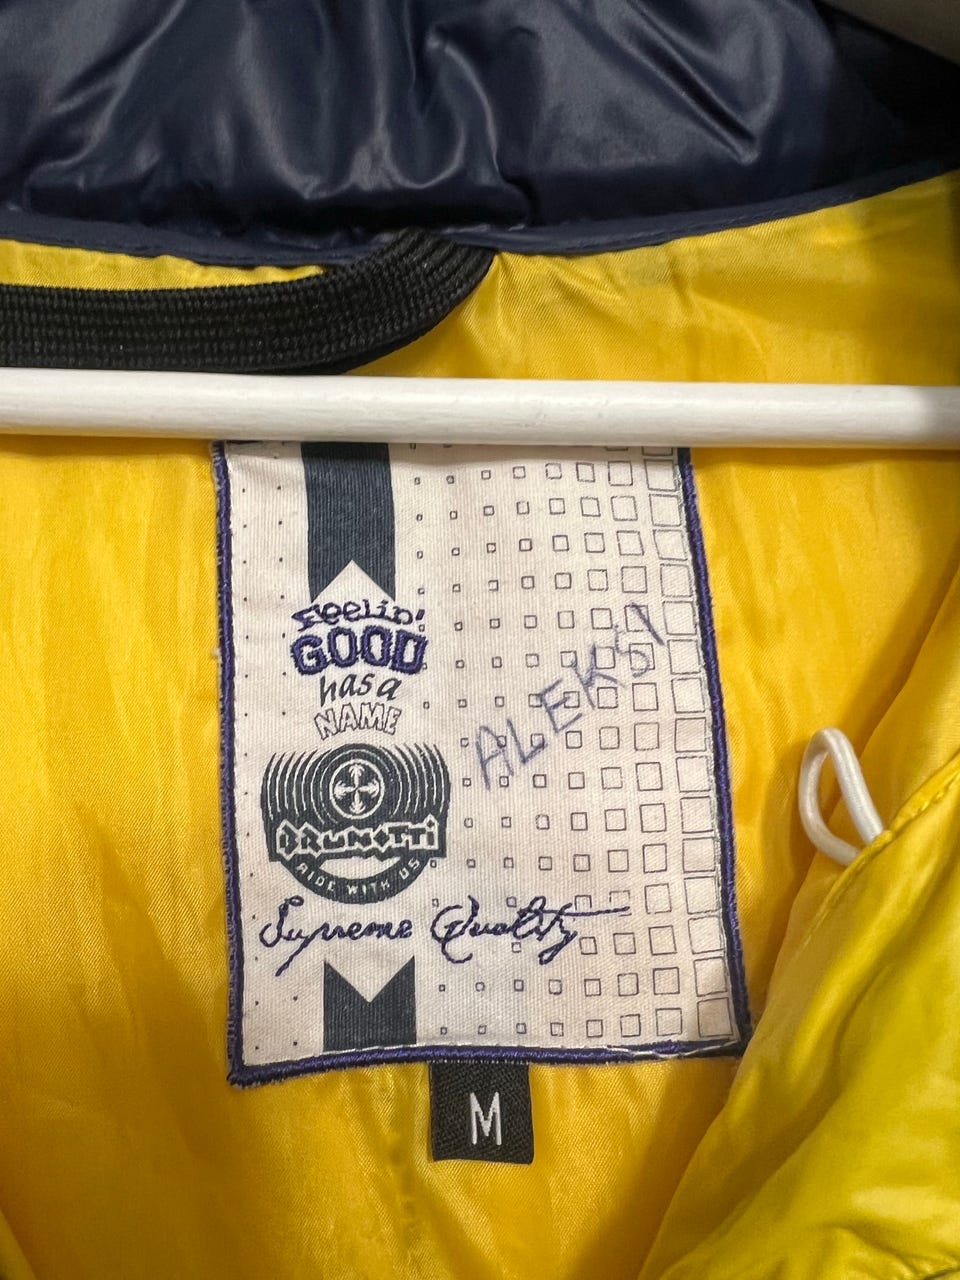 Feelin'
GOOD
has a
NAME
BRUNOTTI
RIDE WITH US
Supreme Quality
ALEKSI
M